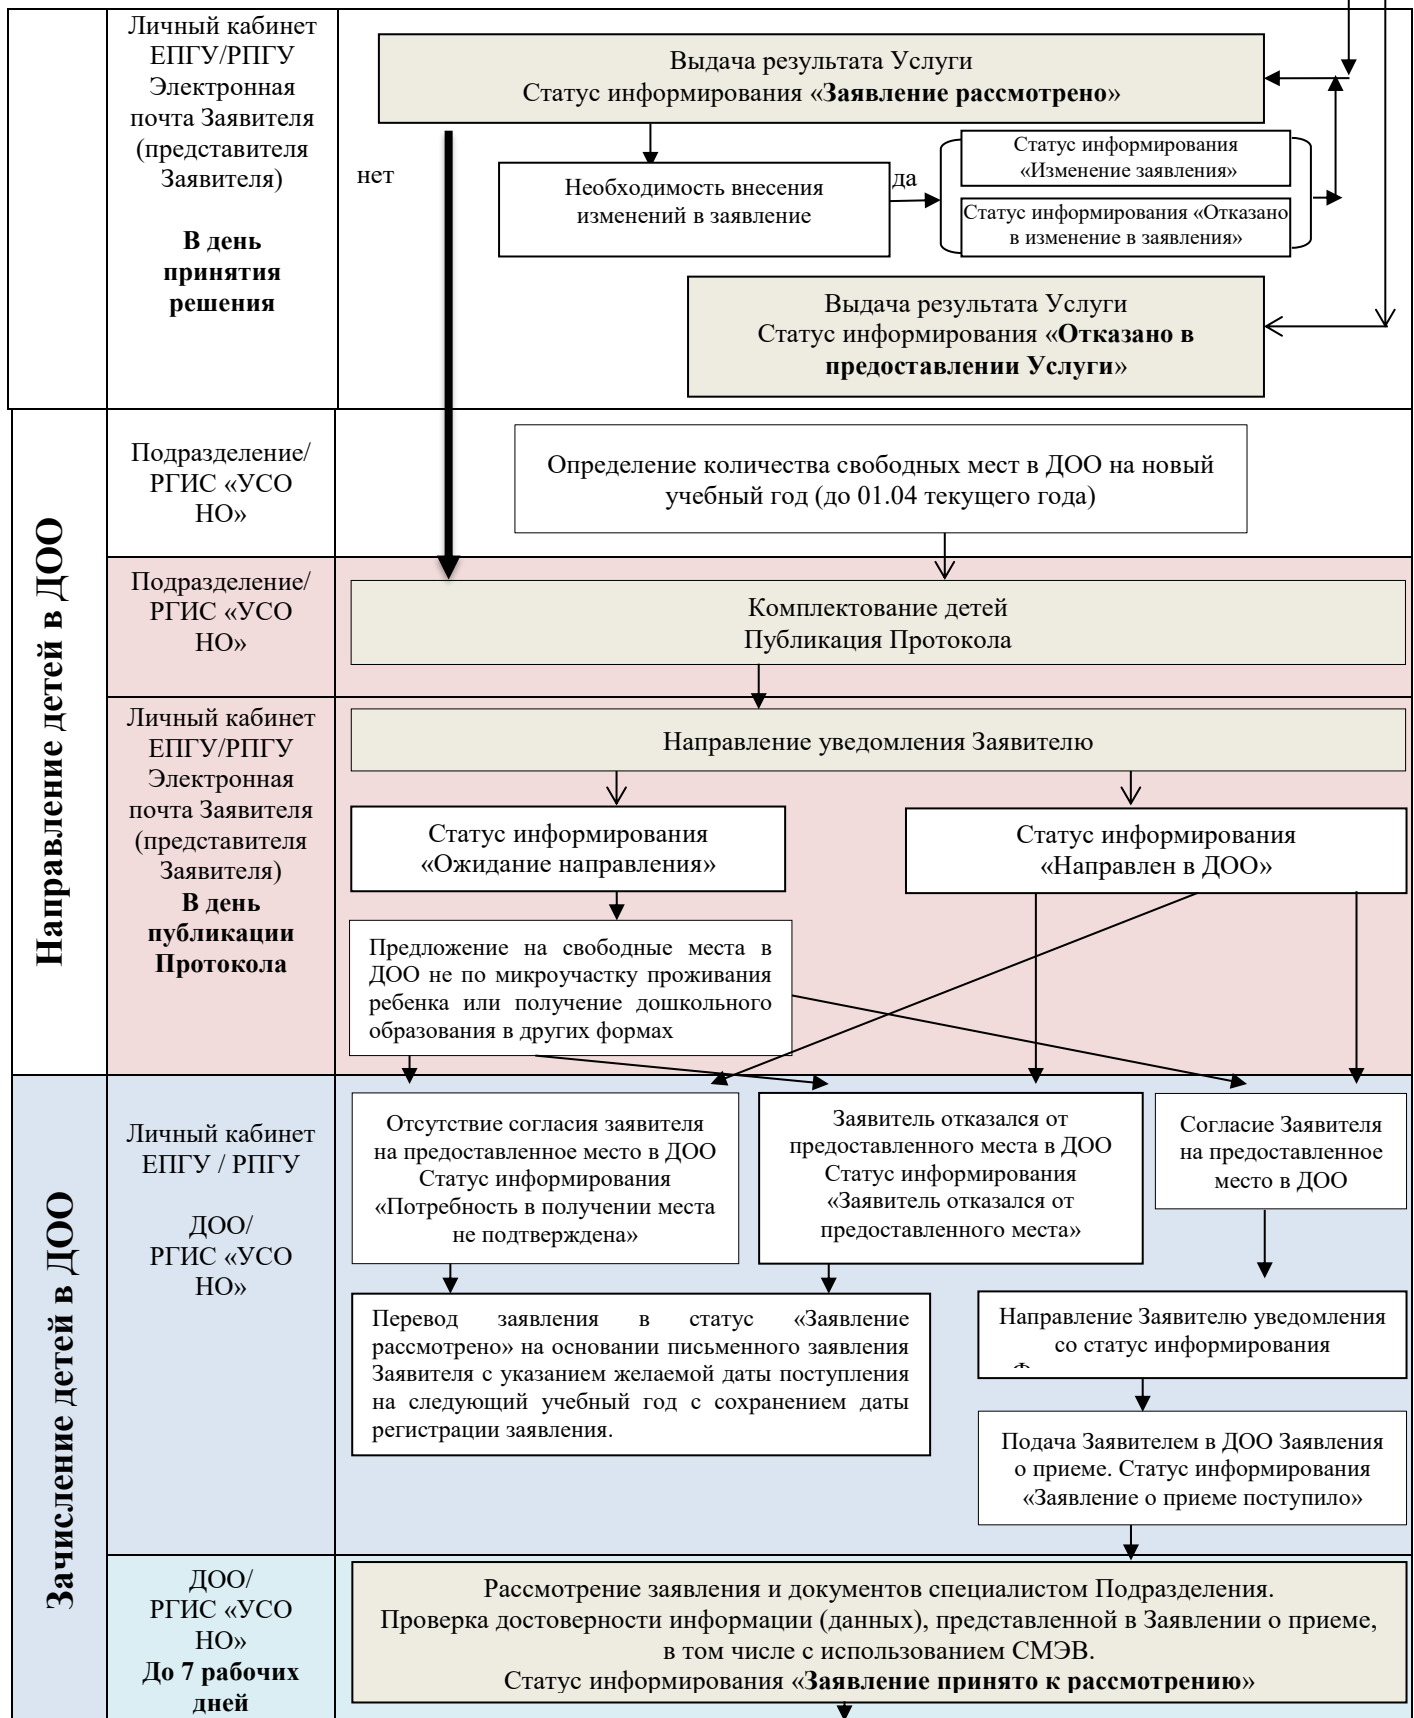 Личный кабинет
ЕПГУ/РПГУ
Электронная
почта Заявителя
(представителя
Заявителя)
В день
принятия
решения
Выдача результата Услуги
Статус информирования «Заявление рассмотрено»
нет
Необходимость внесения
изменений в заявление
да
Статус информирования
«Изменение заявления»
Статус информирования «Отказано
в изменение в заявления»
Выдача результата Услуги
Статус информирования «Отказано в
предоставлении Услуги»
Направление детей в ДОО
Подразделение/
РГИС «УСО
НО»
Определение количества свободных мест в ДОО на новый
учебный год (до 01.04 текущего года)
Подразделение/
РГИС «УСО
НО»
Комплектование детей
Публикация Протокола
Личный кабинет
ЕПГУ/РПГУ
Электронная
почта Заявителя
(представителя
Заявителя)
В день
публикации
Протокола
Направление уведомления Заявителю
Статус информирования
«Ожидание направления»
Статус информирования
«Направлен в ДОО»
Предложение на свободные места в
ДОО не по микроучастку проживания
ребенка или получение дошкольного
образования в других формах
Зачисление детей в ДОО
Личный кабинет
ЕПГУ / РПГУ
ДОО/
РГИС «УСО
НО»
Отсутствие согласия заявителя
на предоставленное место в ДОО
Статус информирования
«Потребность в получении места
не подтверждена»
Заявитель отказался от
предоставленного места в ДОО
Статус информирования
«Заявитель отказался от
предоставленного места»
Согласие Заявителя
на предоставленное
место в ДОО
Перевод заявления в статус «Заявление
рассмотрено» на основании письменного заявления
Заявителя с указанием желаемой даты поступления
на следующий учебный год с сохранением даты
регистрации заявления.
Направление Заявителю уведомления
со статус информирования
Подача Заявителем в ДОО Заявления
о приеме. Статус информирования
«Заявление о приеме поступило»
ДОО/
РГИС «УСО
НО»
До 7 рабочих
дней
Рассмотрение заявления и документов специалистом Подразделения.
Проверка достоверности информации (данных), представленной в Заявлении о приеме,
в том числе с использованием СМЭВ.
Статус информирования «Заявление принято к рассмотрению»